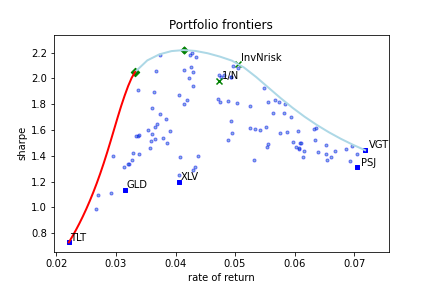 Portfolio frontiers
sharpe
2.2
2.0
1.8
1.6
1.4
1.2
1.0
0.8
InvNrisk
1/N
VGT
PSJ
XLV
GLD
TLT
0.02
0.03
0.04
0.05
0.06
0.07
rate of return